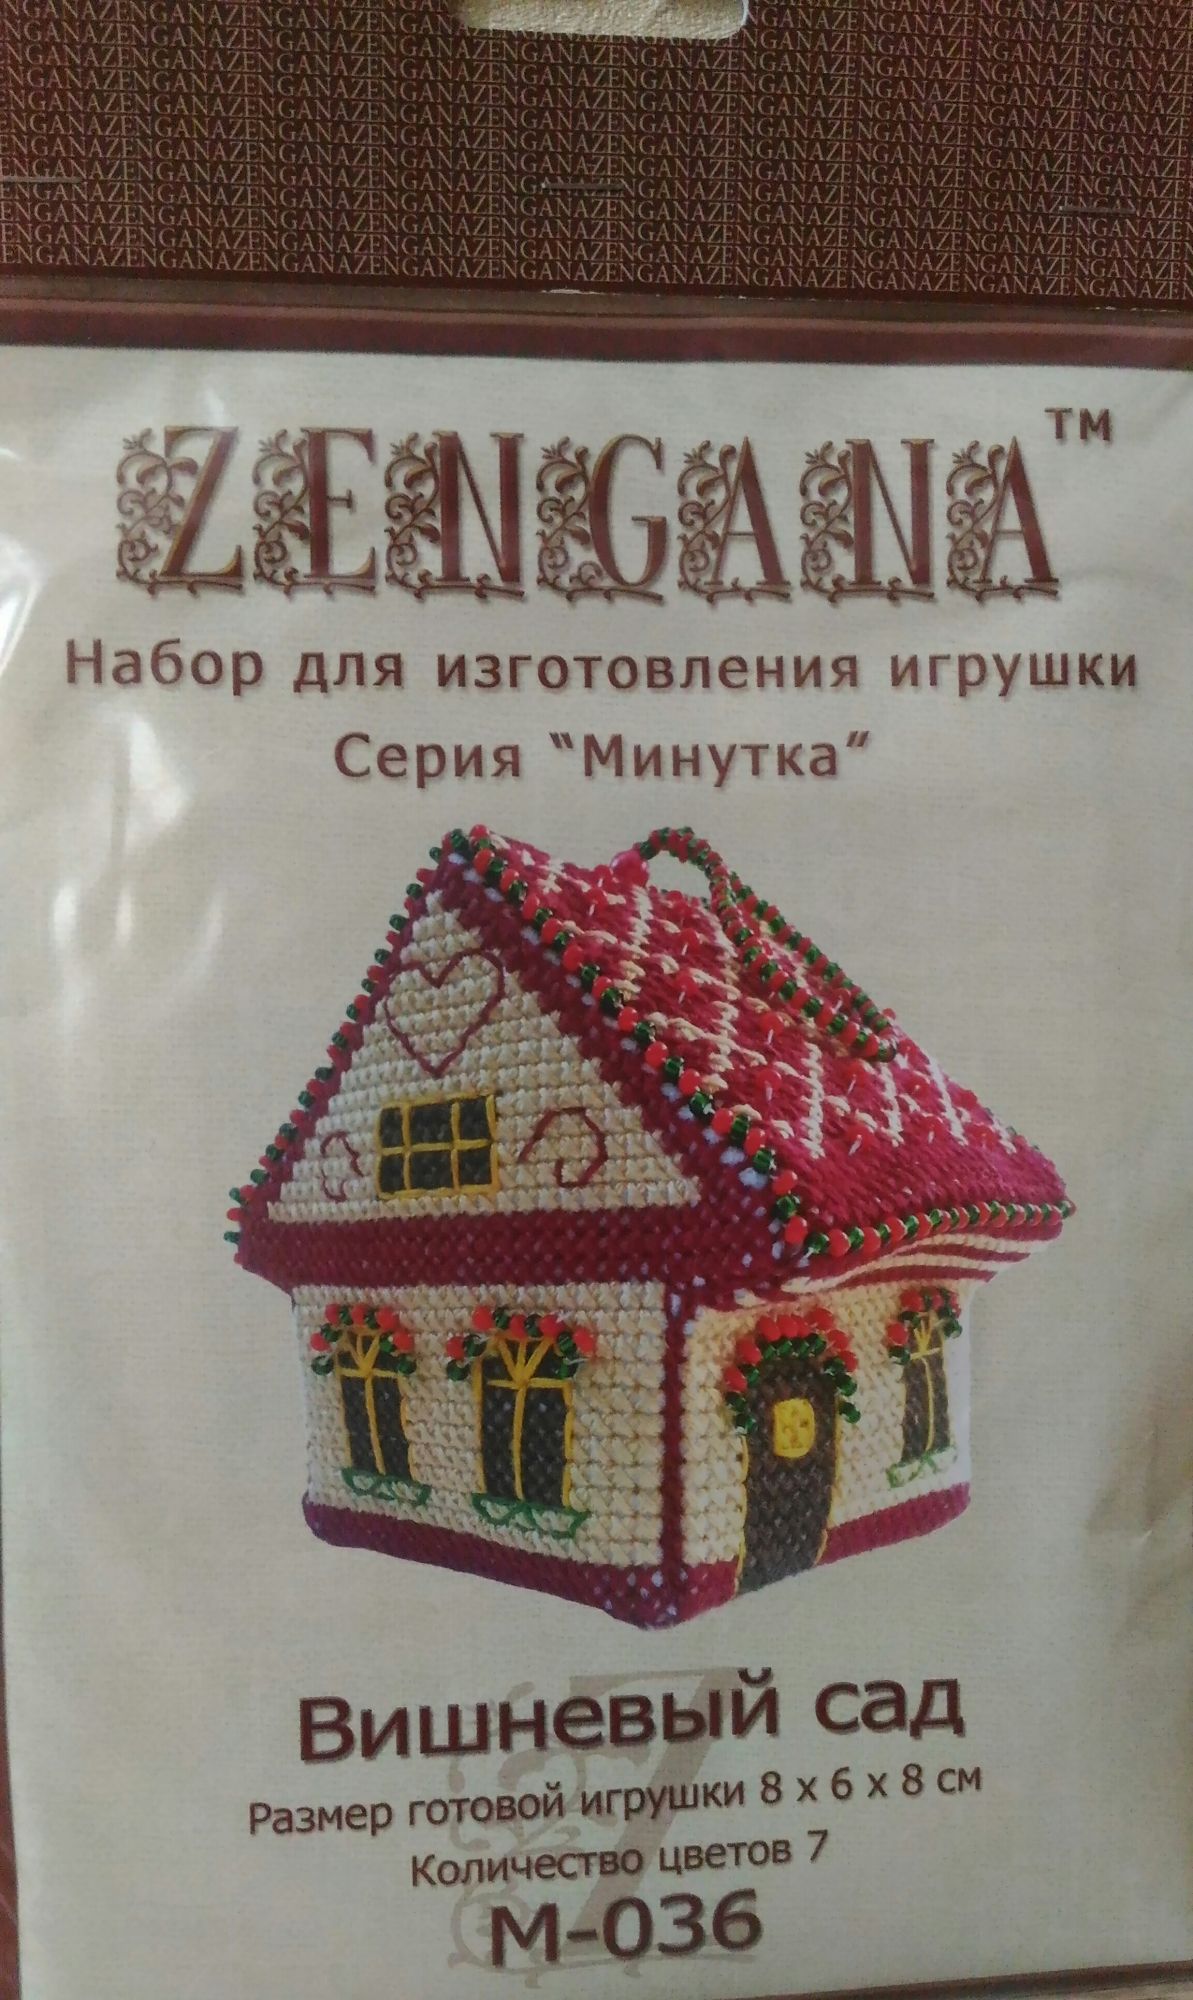 ZENGANA™
Набор для изготовления игрушки
Серия "Минутка"
Вишневый сад
Размер готовой игрушки 8 х 6 х 8 см
Количество цветов 7
М-036